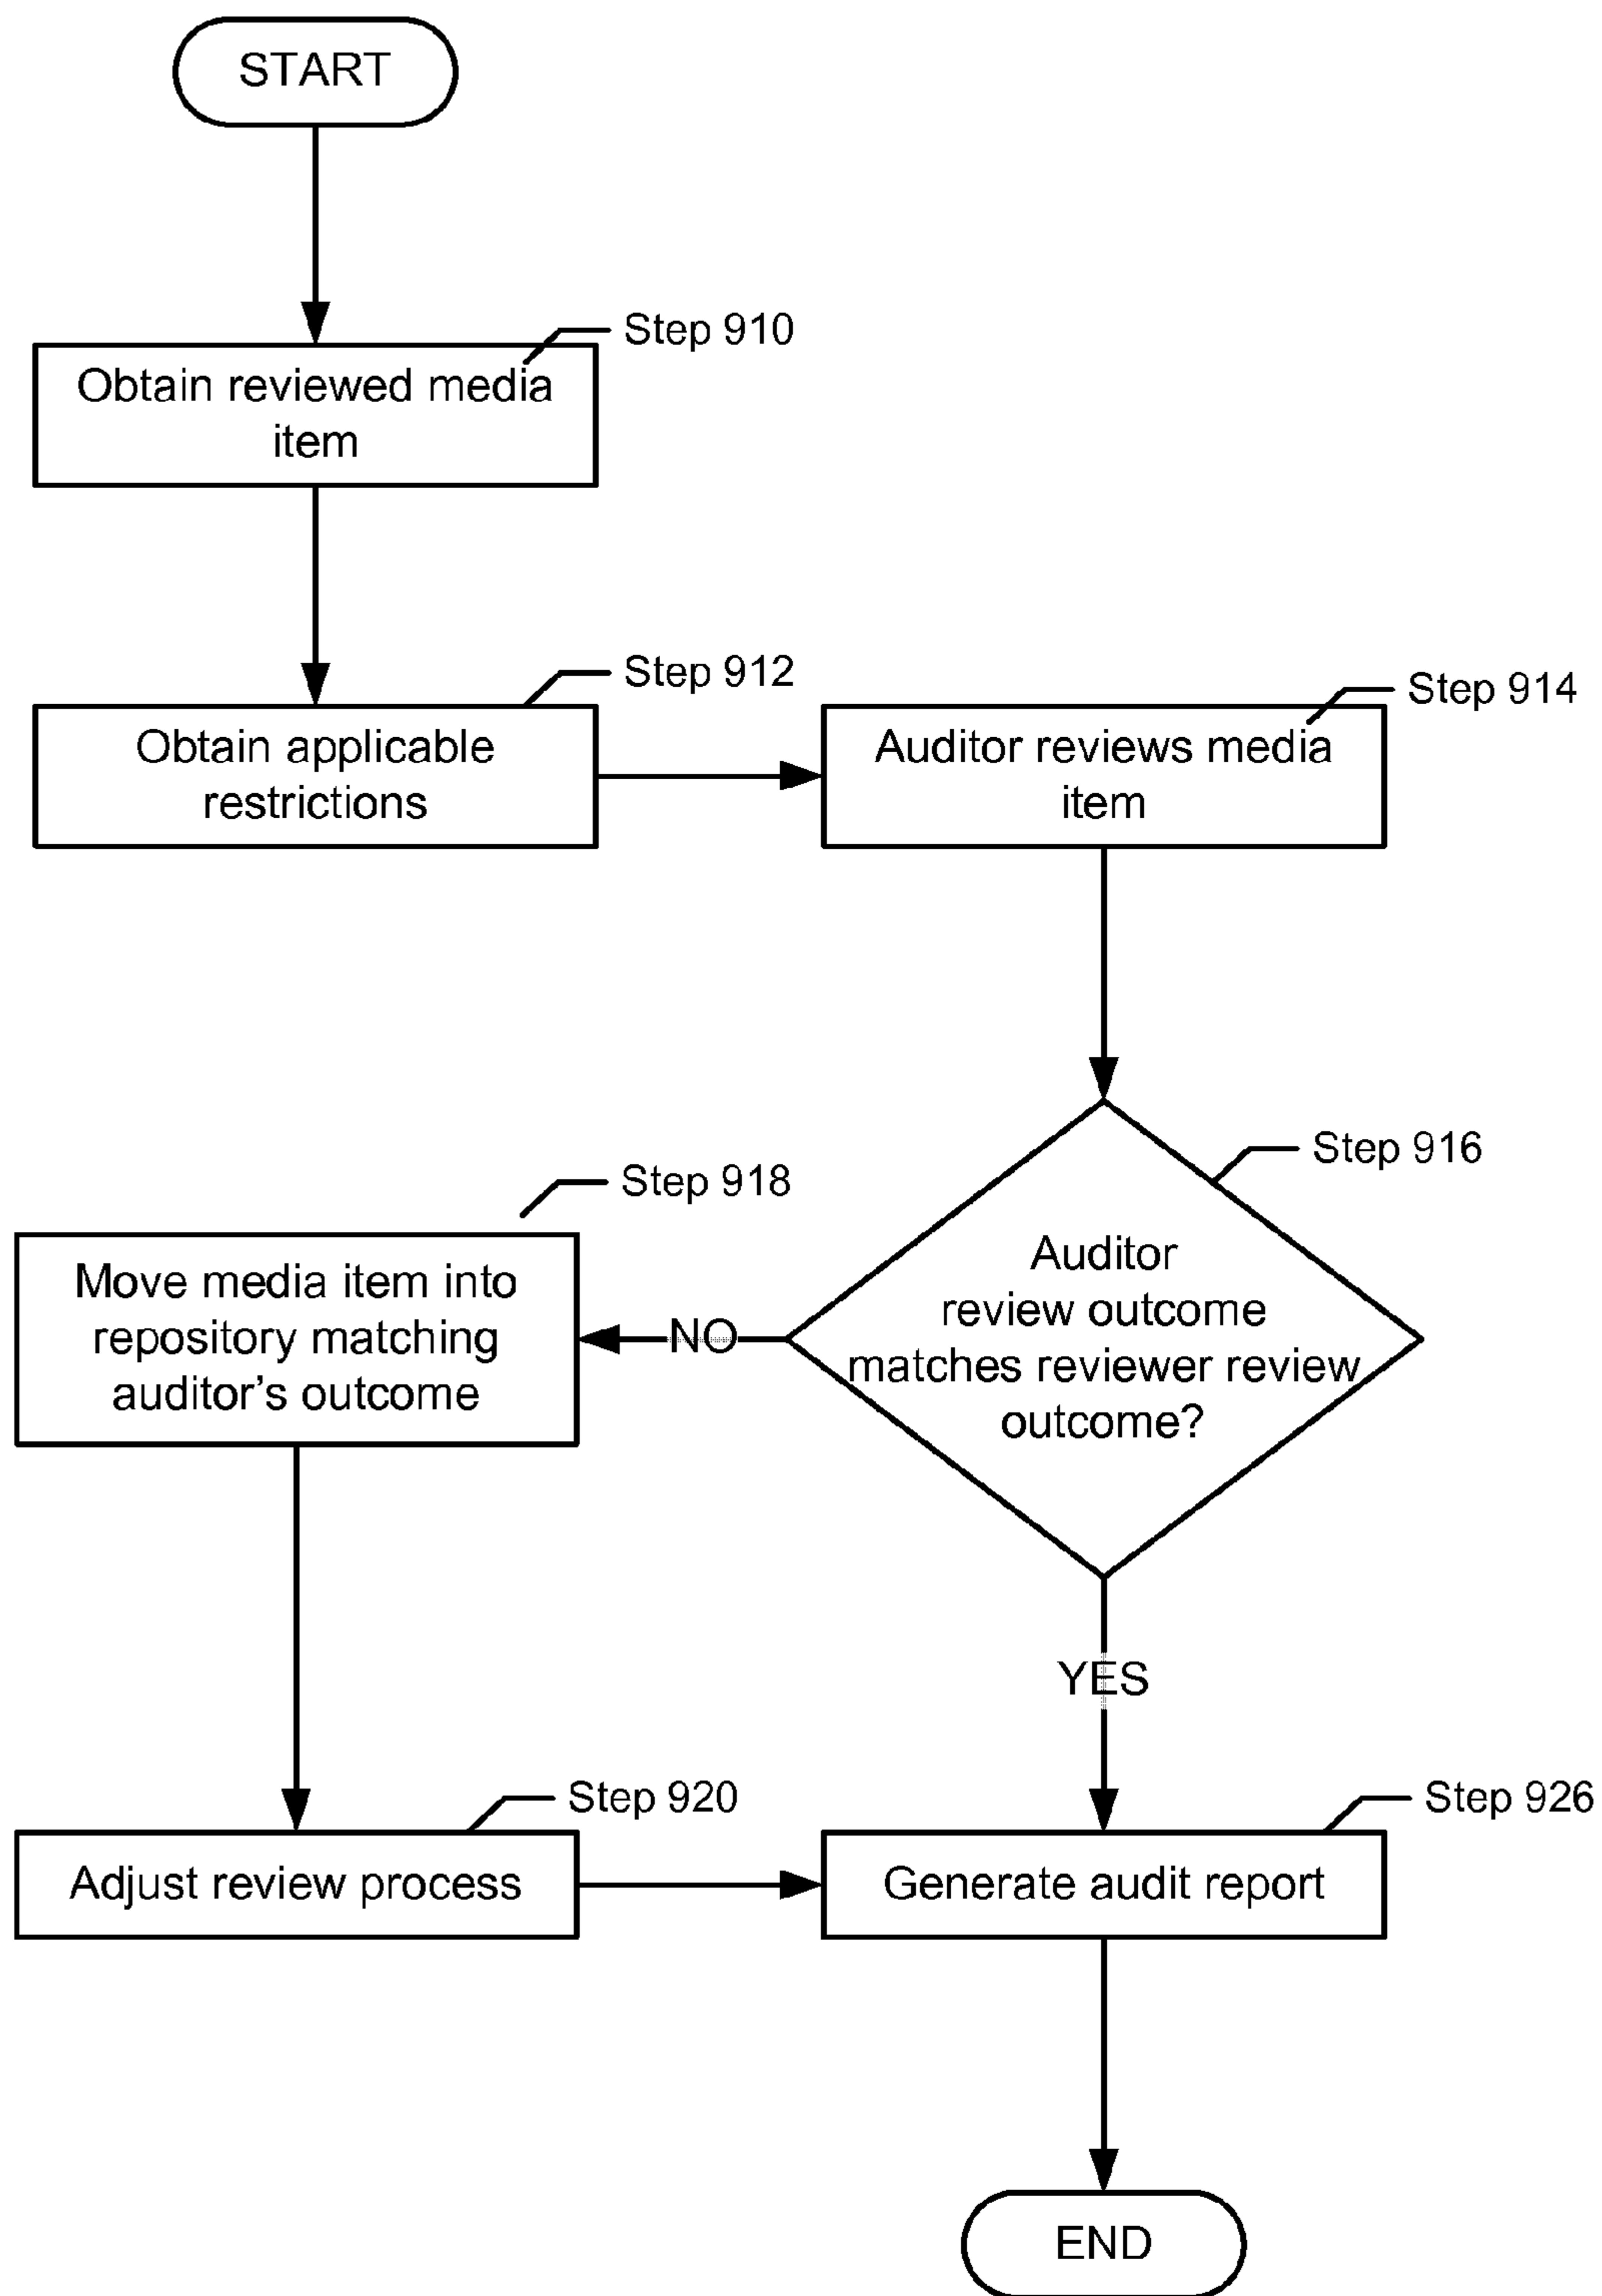 START
Step 910
Obtain reviewed media
item
Step 912
Obtain applicable
restrictions
Step 914
Auditor reviews media
item
Step 916
Auditor
review outcome
matches reviewer review
outcome?
NO
Step 918
Move media item into
repository matching
auditor's outcome
YES
Step 920
Adjust review process
Step 926
Generate audit report
END